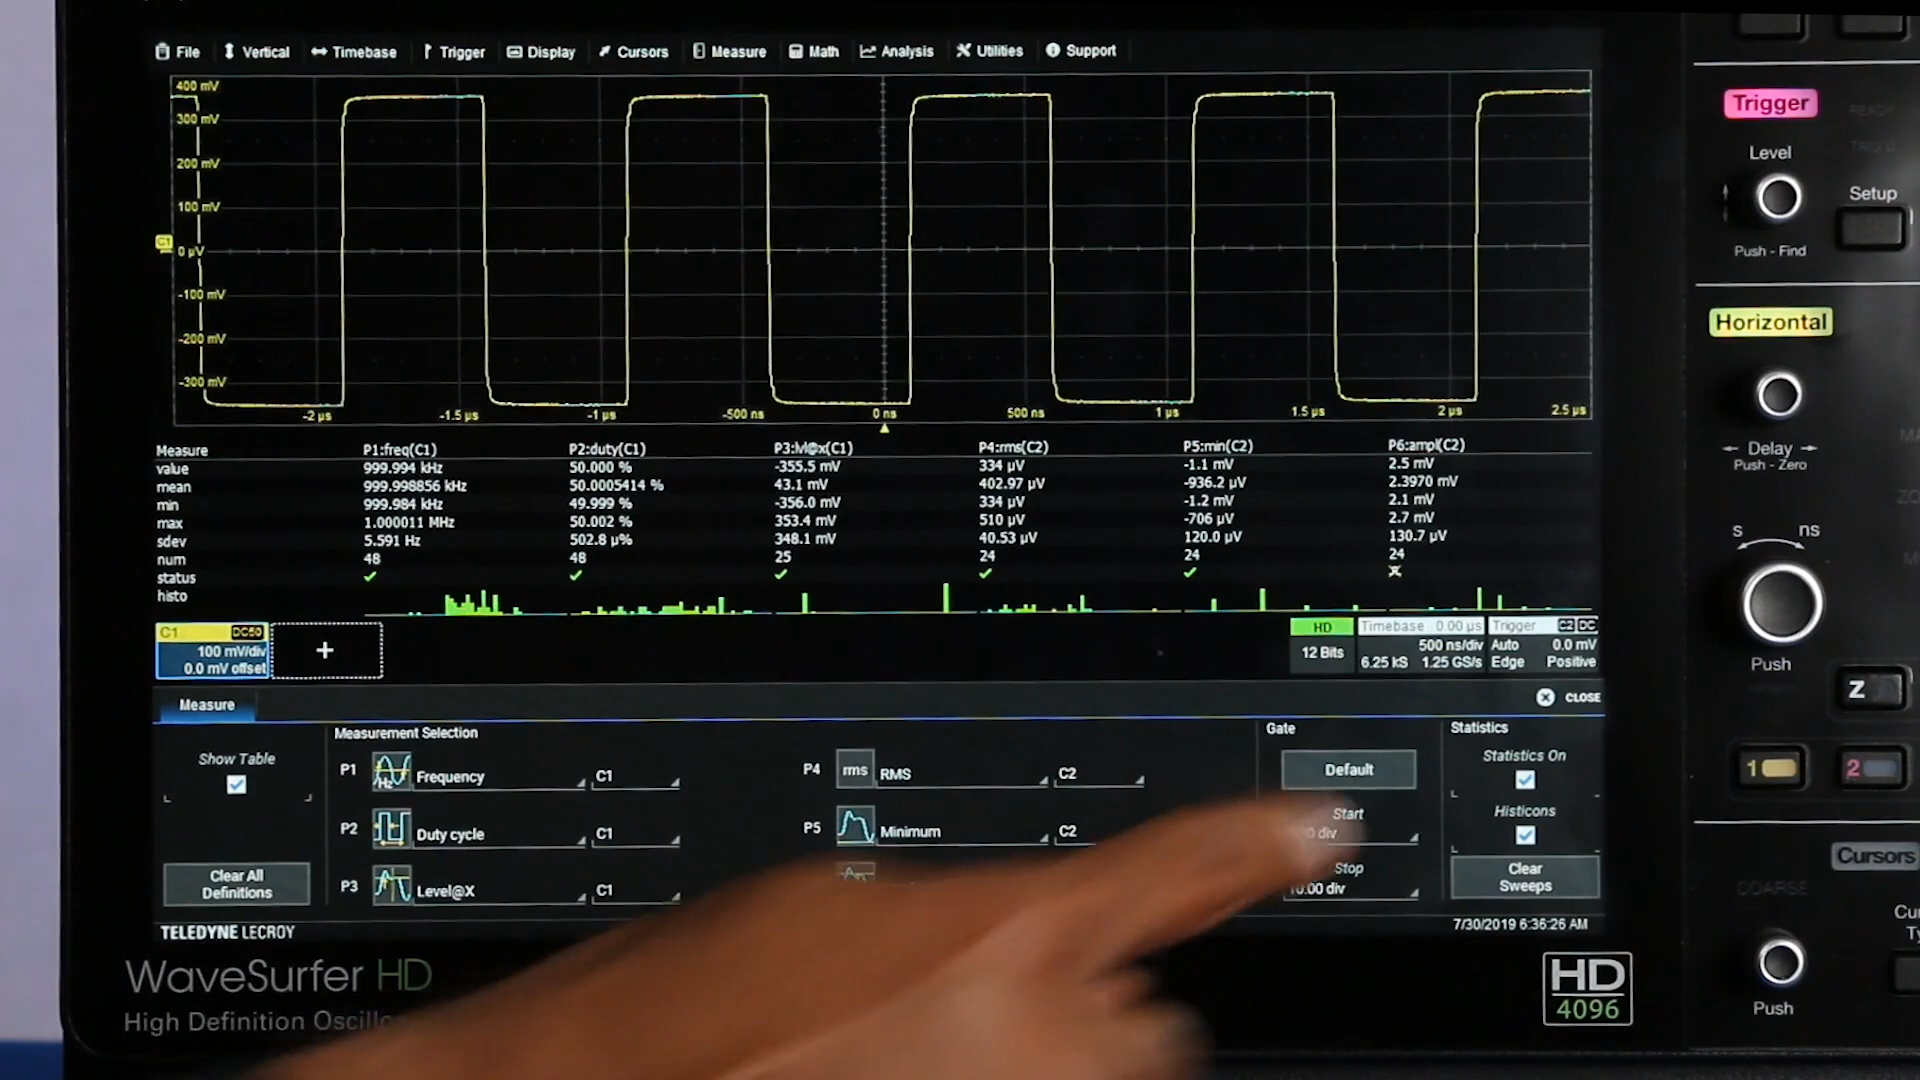 File Vertical Timebase Trigger Display Cursors Measure Math Analysis Utilities Support
400 mV
300 mV
200 mV
100 mV
C1
0 µV
-100 mV
-200 mV
-300 mV
-2 µs -1.5 µs -1 µs -500 ns 0 ns 500 ns 1 µs 1.5 µs 2 µs 2.5 µs
Measure P1:freq(C1) P2:duty(C1) P3:lvl@x(C1) P4:rms(C2) P5:min(C2) P6:ampl(C2)
value 999.994 kHz 50.000 % -355.5 mV 334 µV -1.1 mV 2.5 mV
mean 999.998856 kHz 50.0005414 % 43.1 mV 402.97 µV -936.2 µV 2.3970 mV
min 999.984 kHz 49.999 % -356.0 mV 334 µV -1.2 mV 2.1 mV
max 1.000011 MHz 50.002 % 353.4 mV 510 µV -706 µV 2.7 mV
sdev 5.591 Hz 502.8 µ% 348.1 mV 40.53 µV 120.0 µV 130.7 µV
num 48 48 25 24 24 24
status
histo
C1 DC50
100 mV/div
0.0 mV offset
+
HD
12 Bits
Timebase 0.00 µs
500 ns/div
6.25 kS 1.25 GS/s
Trigger C2 DC
Auto 0.0 mV
Edge Positive
Measure
CLOSE
Show Table
Clear All
Definitions
Measurement Selection
P1 Hz Frequency C1
P2 Duty cycle C1
P3 Level@X C1
P4 rms RMS C2
P5 Minimum C2
Gate
Default
Start
0 div
Stop
10.00 div
Statistics
Statistics On
Histicons
Clear
Sweeps
TELEDYNE LECROY
7/30/2019 6:36:26 AM
WaveSurfer HD
High Definition
HD
4096
Trigger
READY
Level
Setup
Push - Find
Horizontal
Delay
Push - Zero
S ns
Push
Z
1
2
Cursors
COARSE
Push